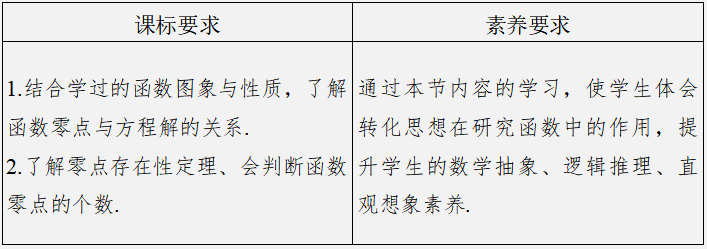 课标要求
素养要求
1.结合学过的函数图象与性质，了解
函数零点与方程解的关系.
2.了解零点存在性定理、会判断函数
零点的个数.
通过本节内容的学习，使学生体会
转化思想在研究函数中的作用，提
升学生的数学抽象、逻辑推理、直
观想象素养.